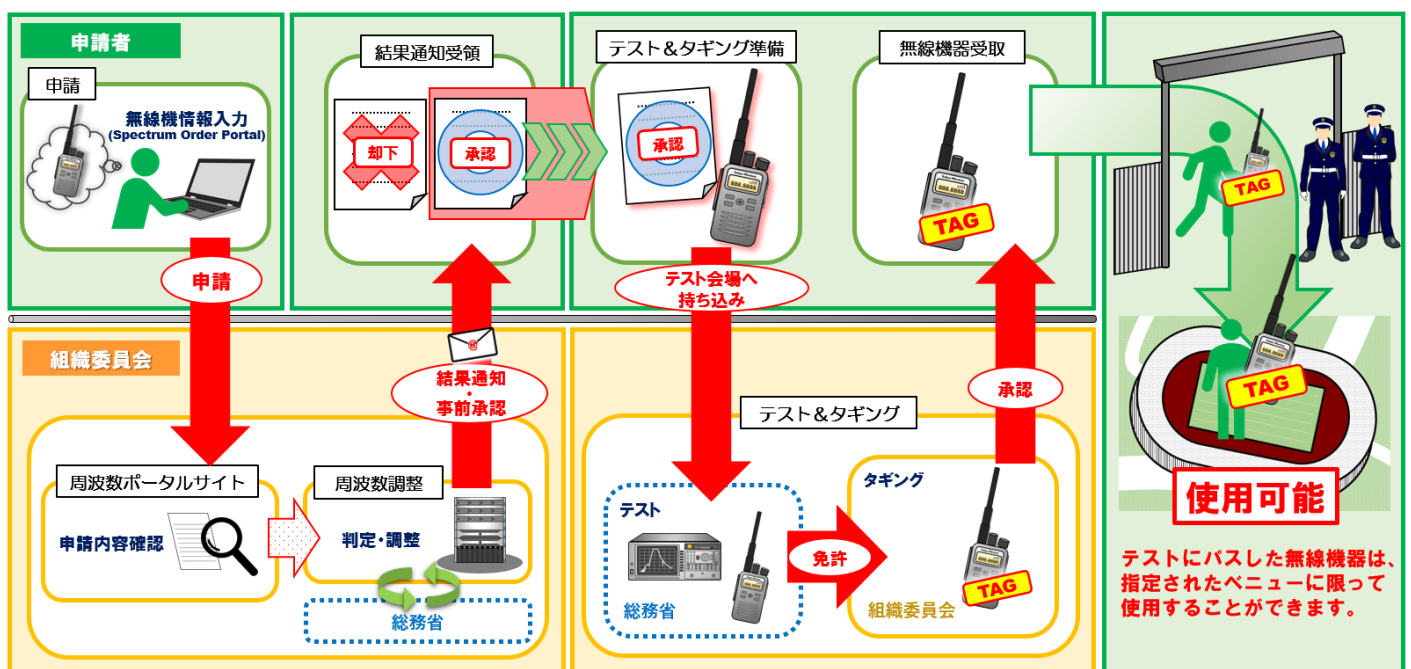 申請者
申請
無線機情報入力
(Spectrum Order Portal)
申請
結果通知受領
却下
承認
テスト&タギング準備
承認
テスト会場へ
持ち込み
無線機器受取
TAG
TAG
TAG
使用可能
テストにパスした無線機器は、
指定されたベニューに限って
使用することができます。
組織委員会
周波数ポータルサイト
申請内容確認
周波数調整
判定・調整
総務省
結果通知
・
事前承認
テスト&タギング
テスト
総務省
免許
タギング
TAG
組織委員会
承認